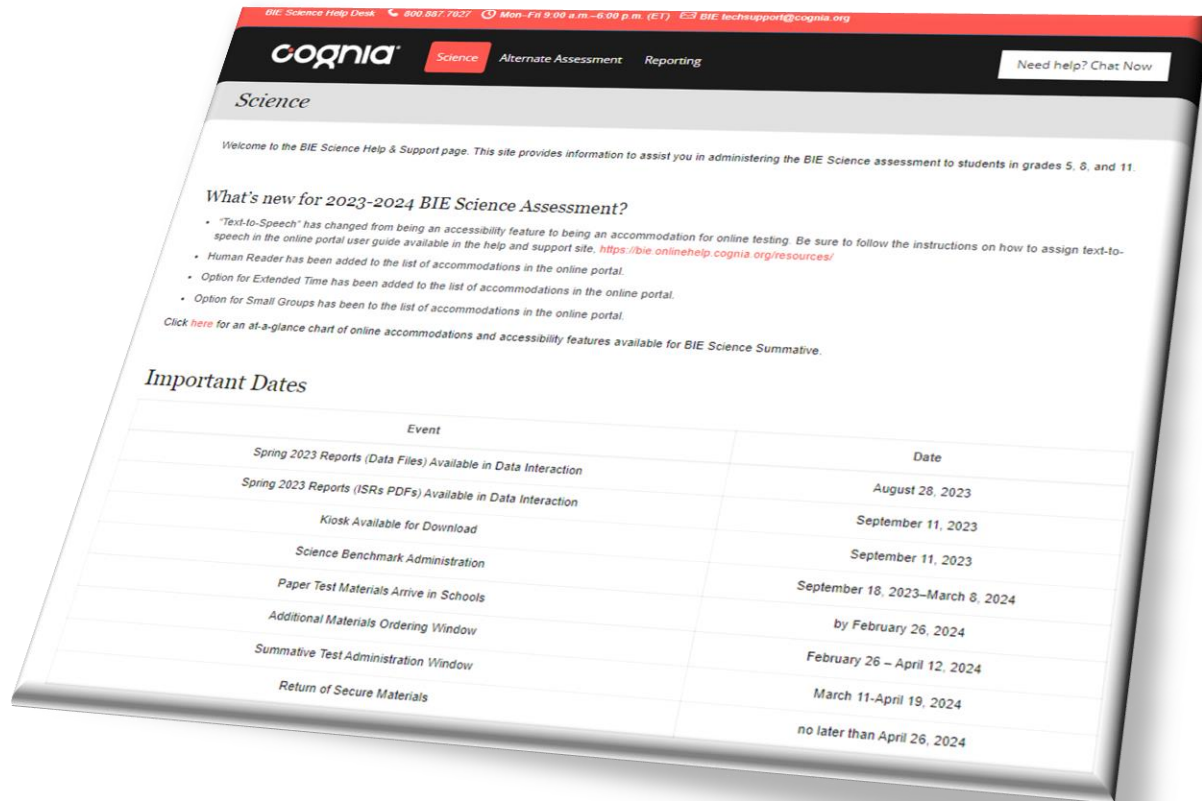 BIE Science Help Desk 800.887.7027 Mon–Fri 9:00 a.m.–6:00 p.m. (ET) BIE techsupport@cognia.org
cognia Science Alternate Assessment Reporting Need help? Chat Now
Science
Welcome to the BIE Science Help & Support page. This site provides information to assist you in administering the BIE Science assessment to students in grades 5, 8, and 11.
What's new for 2023-2024 BIE Science Assessment?
• "Text-to-Speech" has changed from being an accessibility feature to being an accommodation for online testing. Be sure to follow the instructions on how to assign text-to-
speech in the online portal user guide available in the help and support site, https://bie.onlinehelp.cognia.org/resources/
• Human Reader has been added to the list of accommodations in the online portal.
• Option for Extended Time has been added to the list of accommodations in the online portal.
• Option for Small Groups has been to the list of accommodations in the online portal.
Click here for an at-a-glance chart of online accommodations and accessibility features available for BIE Science Summative.
Important Dates
Event Date
Spring 2023 Reports (Data Files) Available in Data Interaction August 28, 2023
Spring 2023 Reports (ISRs PDFs) Available in Data Interaction September 11, 2023
Kiosk Available for Download September 11, 2023
Science Benchmark Administration September 18, 2023–March 8, 2024
Paper Test Materials Arrive in Schools by February 26, 2024
Additional Materials Ordering Window February 26 – April 12, 2024
Summative Test Administration Window March 11-April 19, 2024
Return of Secure Materials no later than April 26, 2024